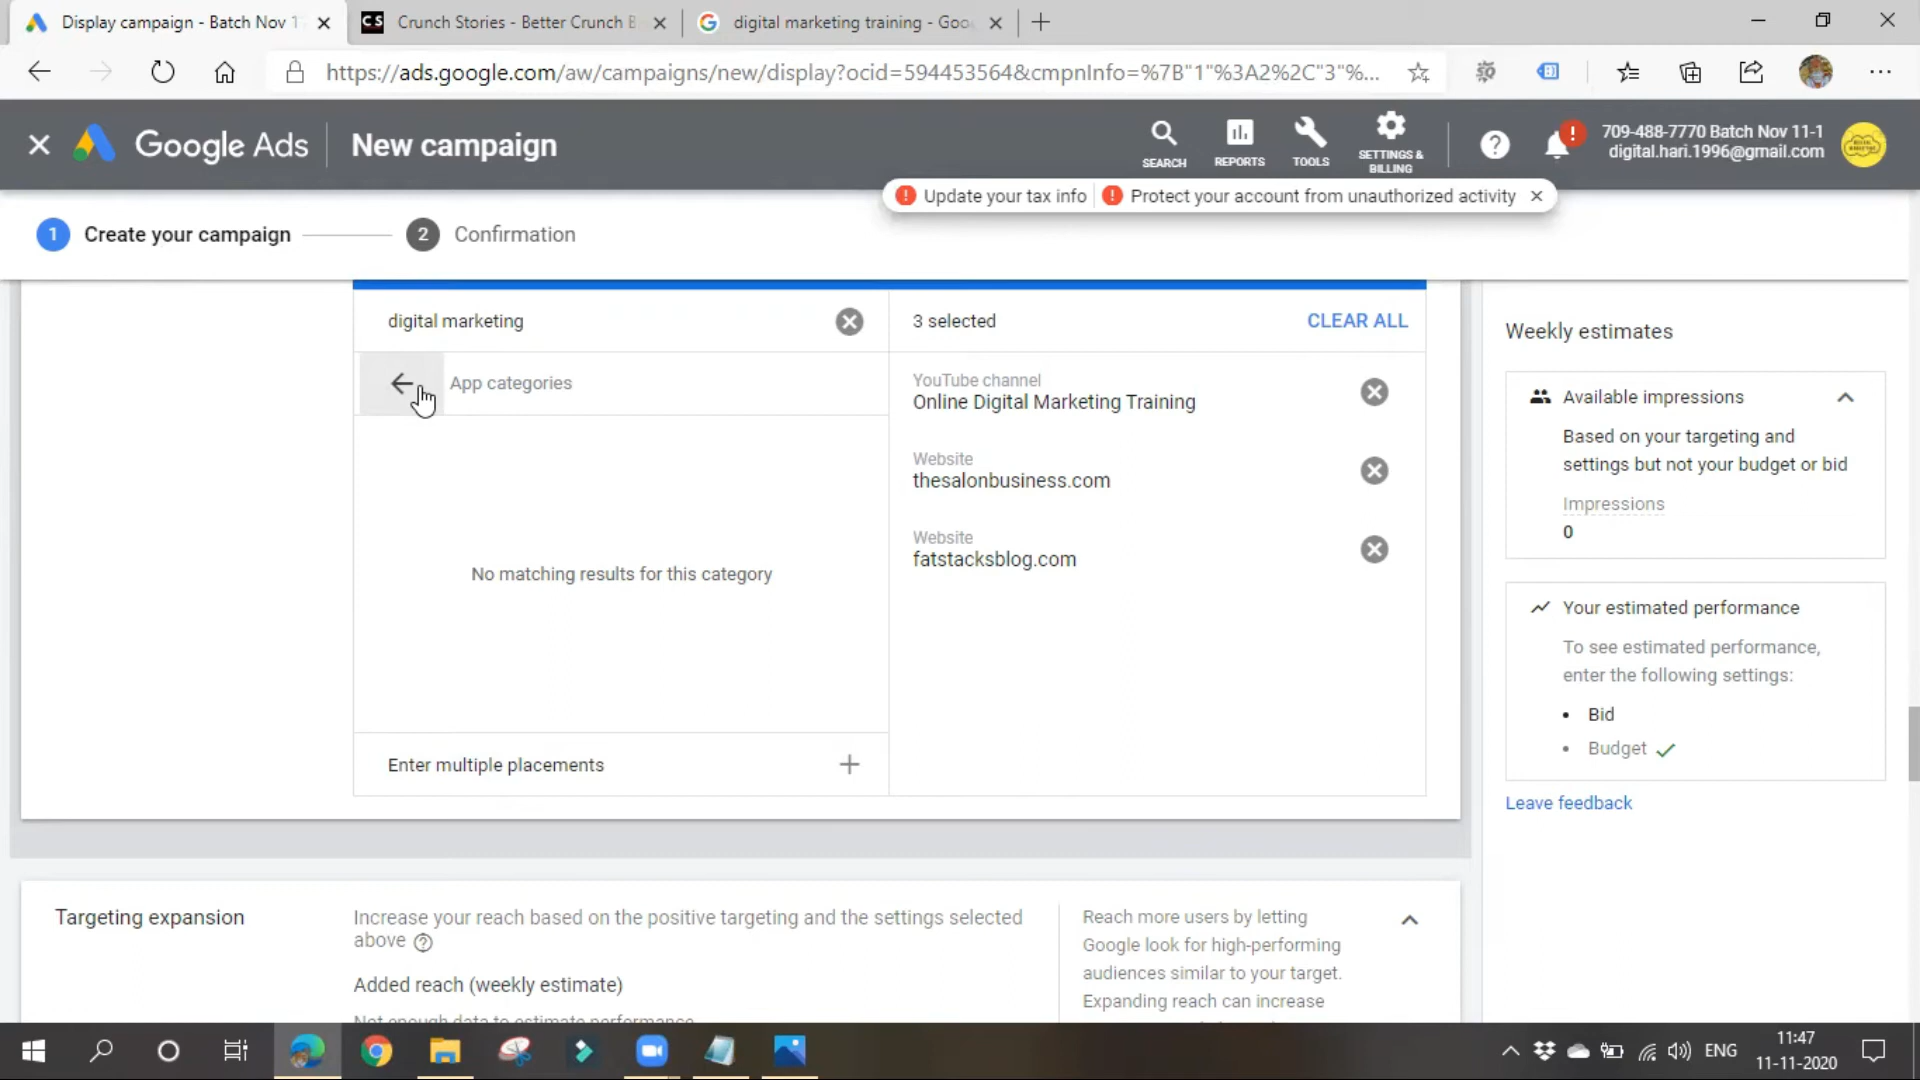 Display campaign - Batch Nov 1
Crunch Stories - Better Crunch B
digital marketing training - Goo
https://ads.google.com/aw/campaigns/new/display?ocid=594453564&cmpnInfo=%7B"1"%3A2%2C"3"%...
Google Ads
New campaign
SEARCH
REPORTS
TOOLS
SETTINGS &
BILLING
709-488-7770 Batch Nov 11-1
digital.hari.1996@gmail.com
Update your tax info
Protect your account from unauthorized activity
1 Create your campaign
2 Confirmation
digital marketing
3 selected
CLEAR ALL
App categories
YouTube channel
Online Digital Marketing Training
Website
thesalonbusiness.com
Website
fatstacksblog.com
No matching results for this category
Enter multiple placements
Weekly estimates
Available impressions
Based on your targeting and
settings but not your budget or bid
Impressions
0
Your estimated performance
To see estimated performance,
enter the following settings:
• Bid
• Budget
Leave feedback
Targeting expansion
Increase your reach based on the positive targeting and the settings selected
above
Added reach (weekly estimate)
Not enough data to estimate performance
Reach more users by letting
Google look for high-performing
audiences similar to your target.
Expanding reach can increase
ENG
11:47
11-11-2020